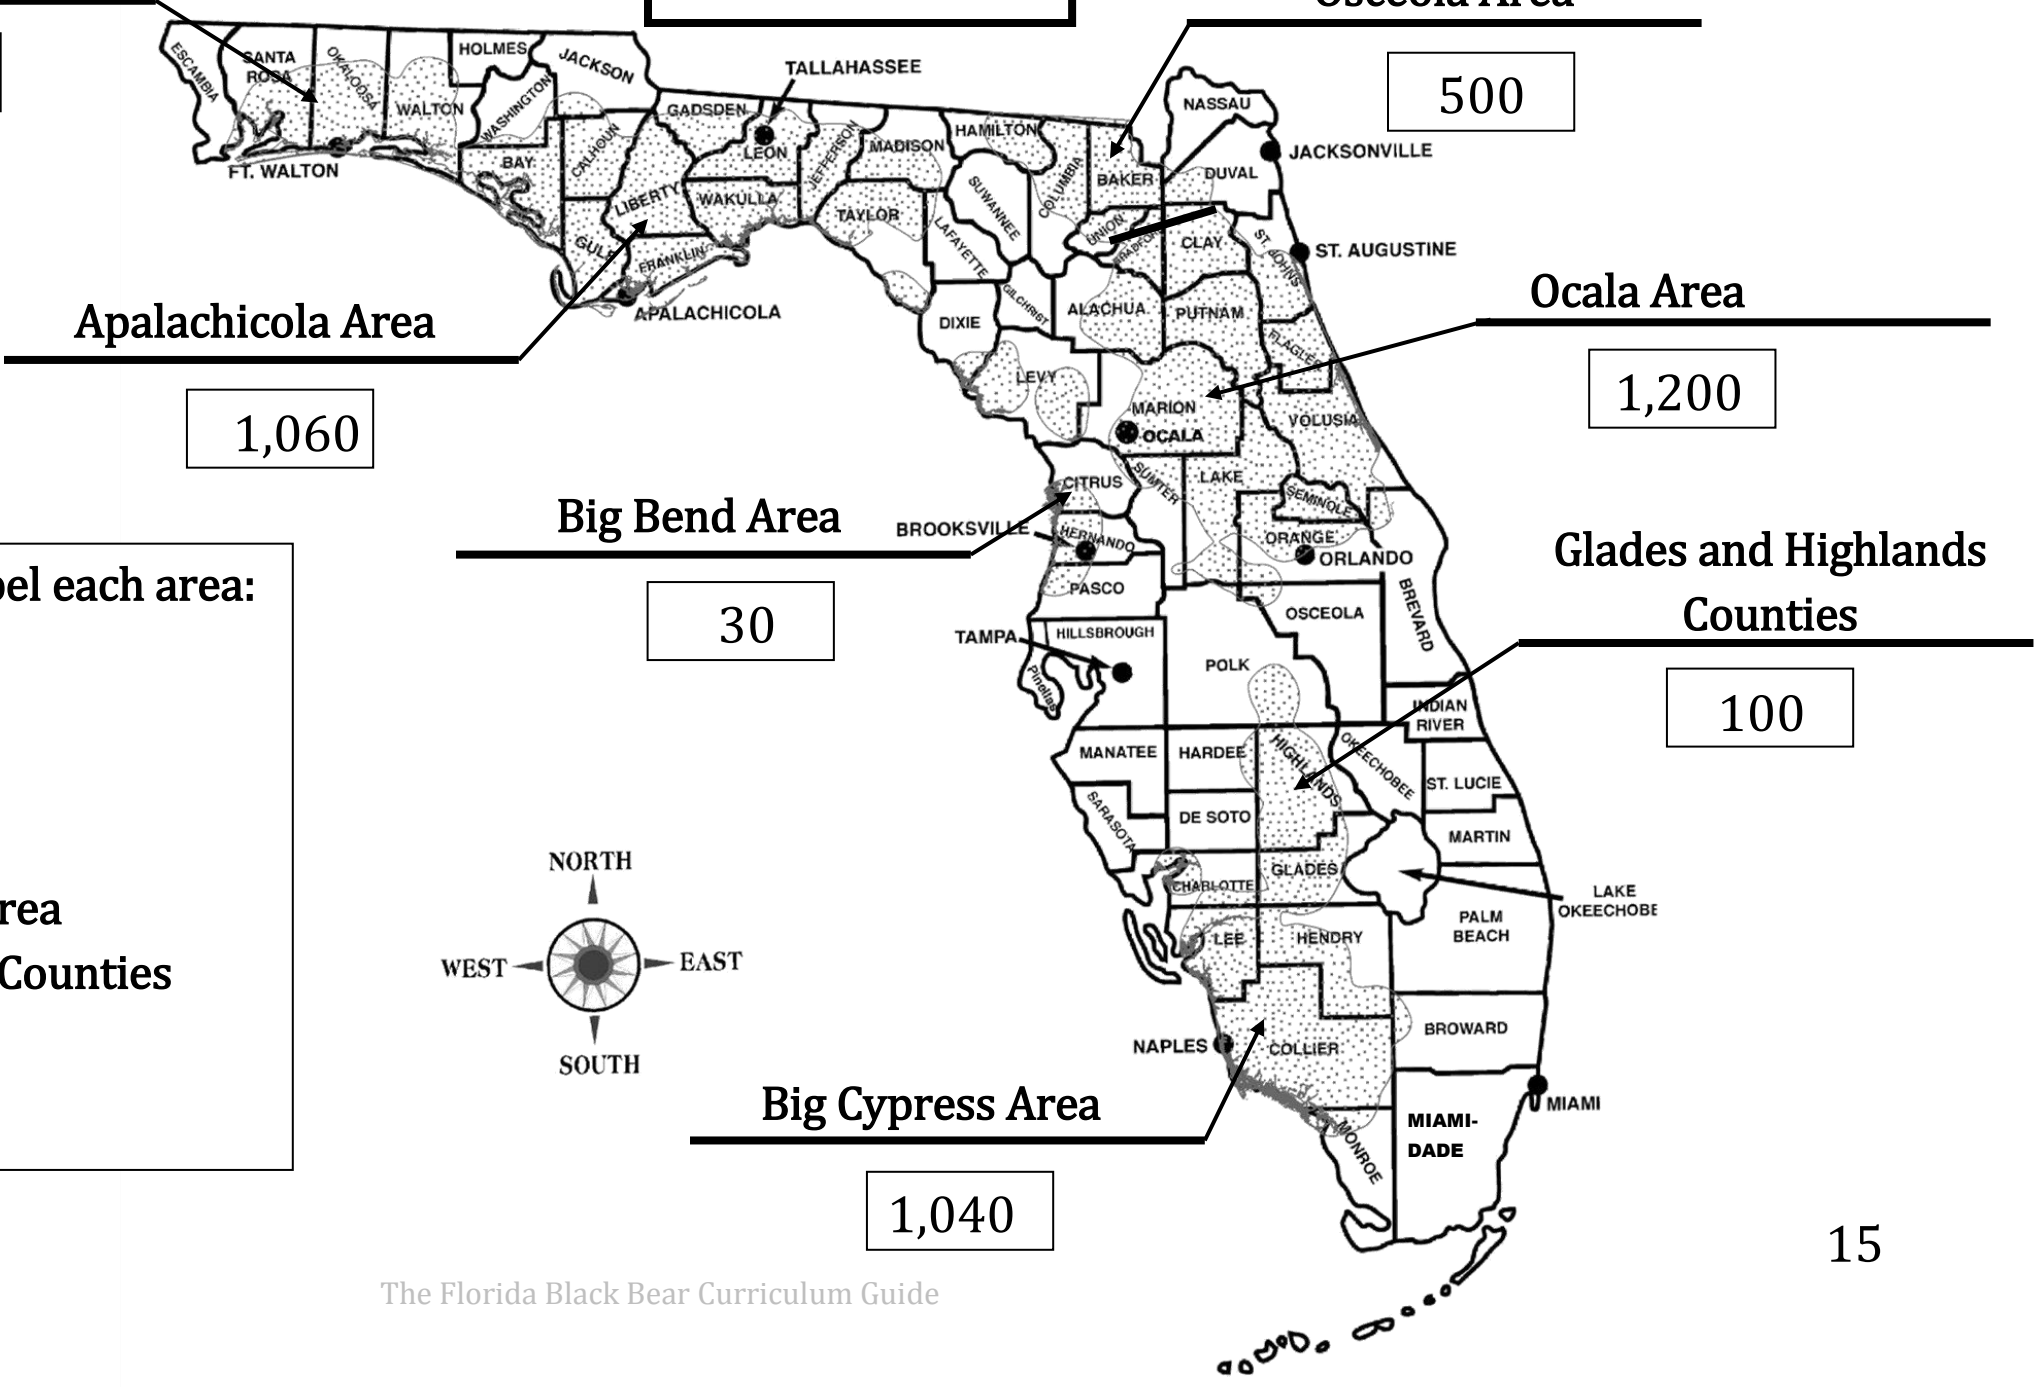 Osceola Area
500
HOLMES
JACKSON
ESCAMBIA
SANTA
ROSA
OKALOOSA
WALTON
WASHINGTON
TALLAHASSEE
GADSDEN
LEON
JEFFERSON
MADISON
HAMILTON
NASSAU
JACKSONVILLE
DUVAL
BAKER
COLUMBIA
SUWANNEE
FT. WALTON
BAY
CALHOUN
LIBERTY
WAKULLA
TAYLOR
LAFAYETTE
UNION
BRADFORD
CLAY
ST. JOHNS
ST. AUGUSTINE
GULF
FRANKLIN
APALACHICOLA
Apalachicola Area
1,060
DIXIE
GILCHRIST
ALACHUA
PUTNAM
FLAGLER
Ocala Area
1,200
LEVY
MARION
OCALA
VOLUSIA
CITRUS
SUMTER
LAKE
SEMINOLE
Big Bend Area
30
BROOKSVILLE
HERNANDO
ORANGE
ORLANDO
PASCO
OSCEOLA
BREVARD
Glades and Highlands
Counties
100
TAMPA
HILLSBROUGH
Pinellas
POLK
INDIAN
RIVER
MANATEE
HARDEE
HIGHLANDS
OKEECHOBEE
ST. LUCIE
SARASOTA
DE SOTO
MARTIN
CHARLOTTE
GLADES
LAKE
OKEECHOBE
PALM
BEACH
LEE
HENDRY
BROWARD
NAPLES
COLLIER
MIAMI
MIAMI-
DADE
MONROE
Big Cypress Area
1,040
bel each area:
rea
Counties
NORTH
WEST
EAST
SOUTH
15
The Florida Black Bear Curriculum Guide